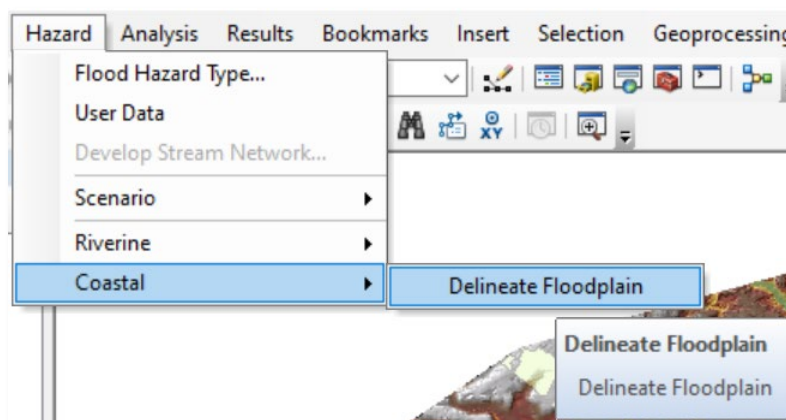 Hazard Analysis Results Bookmarks Insert Selection Geoprocessing
Flood Hazard Type...
User Data
Develop Stream Network...
Scenario
Riverine
Coastal
Delineate Floodplain
Delineate Floodplain
Delineate Floodplain
XY